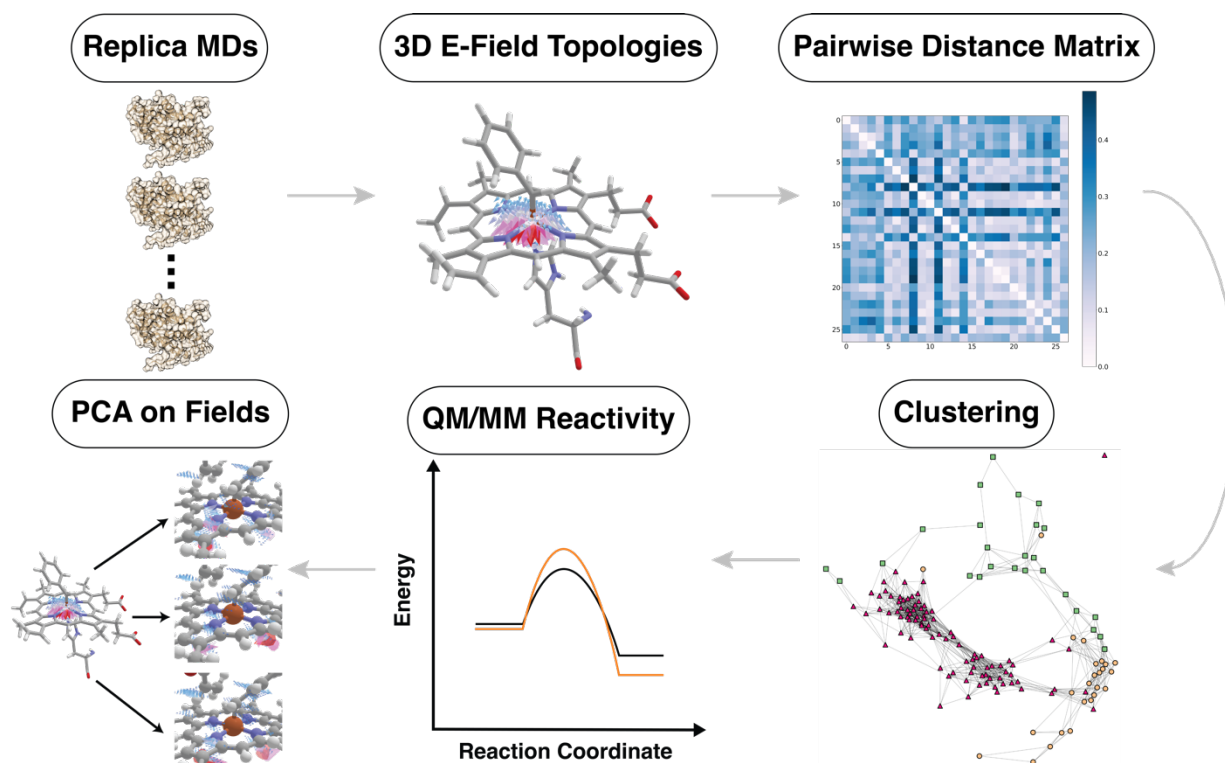 Replica MDs
3D E-Field Topologies
Pairwise Distance Matrix
0
5
10
15
20
25
0
5
10
15
20
25
0.4
0.3
0.2
0.1
0.0
PCA on Fields
QM/MM Reactivity
Clustering
Energy
Reaction Coordinate